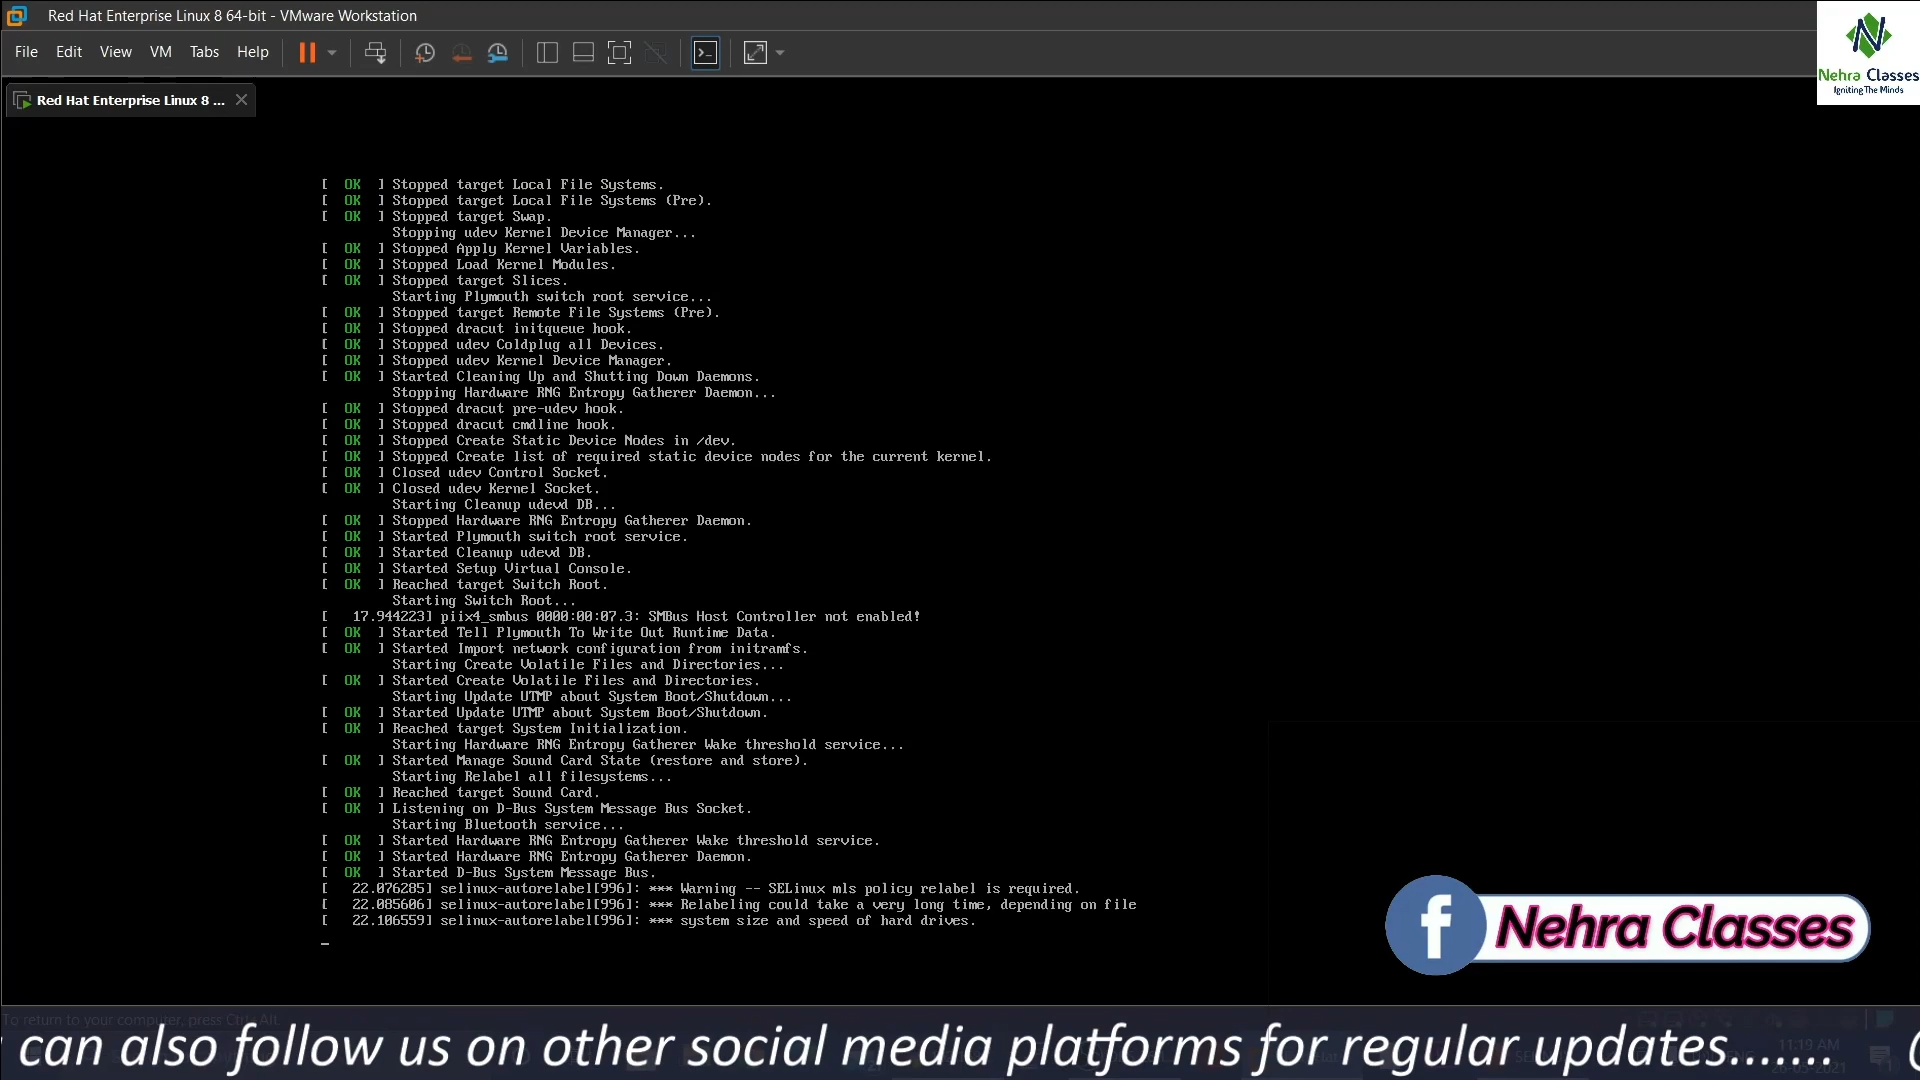 Red Hat Enterprise Linux 8 64-bit - VMware Workstation
File Edit View VM Tabs Help
Nehra Classes
Igniting The Minds
Red Hat Enterprise Linux 8 ...
[  OK  ] Stopped target Local File Systems.
[  OK  ] Stopped target Local File Systems (Pre).
[  OK  ] Stopped target Swap.
Stopping udev Kernel Device Manager...
[  OK  ] Stopped Apply Kernel Variables.
[  OK  ] Stopped Load Kernel Modules.
[  OK  ] Stopped target Slices.
Starting Plymouth switch root service...
[  OK  ] Stopped target Remote File Systems (Pre).
[  OK  ] Stopped dracut initqueue hook.
[  OK  ] Stopped udev Coldplug all Devices.
[  OK  ] Stopped udev Kernel Device Manager.
[  OK  ] Started Cleaning Up and Shutting Down Daemons.
Stopping Hardware RNG Entropy Gatherer Daemon...
[  OK  ] Stopped dracut pre-udev hook.
[  OK  ] Stopped dracut cmdline hook.
[  OK  ] Stopped Create Static Device Nodes in /dev.
[  OK  ] Stopped Create list of required static device nodes for the current kernel.
[  OK  ] Closed udev Control Socket.
[  OK  ] Closed udev Kernel Socket.
Starting Cleanup udevd DB...
[  OK  ] Stopped Hardware RNG Entropy Gatherer Daemon.
[  OK  ] Started Plymouth switch root service.
[  OK  ] Started Cleanup udevd DB.
[  OK  ] Started Setup Virtual Console.
[  OK  ] Reached target Switch Root.
Starting Switch Root...
[   17.944223] piix4_smbus 0000:00:07.3: SMBus Host Controller not enabled!
[  OK  ] Started Tell Plymouth To Write Out Runtime Data.
[  OK  ] Started Import network configuration from initramfs.
Starting Create Volatile Files and Directories...
[  OK  ] Started Create Volatile Files and Directories.
Starting Update UTMP about System Boot/Shutdown...
[  OK  ] Started Update UTMP about System Boot/Shutdown.
[  OK  ] Reached target System Initialization.
Starting Hardware RNG Entropy Gatherer Wake threshold service...
[  OK  ] Started Manage Sound Card State (restore and store).
Starting Relabel all filesystems...
[  OK  ] Reached target Sound Card.
[  OK  ] Listening on D-Bus System Message Bus Socket.
Starting Bluetooth service...
[  OK  ] Started Hardware RNG Entropy Gatherer Wake threshold service.
[  OK  ] Started Hardware RNG Entropy Gatherer Daemon.
[  OK  ] Started D-Bus System Message Bus.
[   22.076285] selinux-autorelabel[996]: *** Warning -- SELinux mls policy relabel is required.
[   22.085606] selinux-autorelabel[996]: *** Relabeling could take a very long time, depending on file
[   22.106559] selinux-autorelabel[996]: *** system size and speed of hard drives.
_
f Nehra Classes
To return to your computer, press Ctrl+Alt.
can also follow us on other social media platforms for regular updates.......
11:19 AM